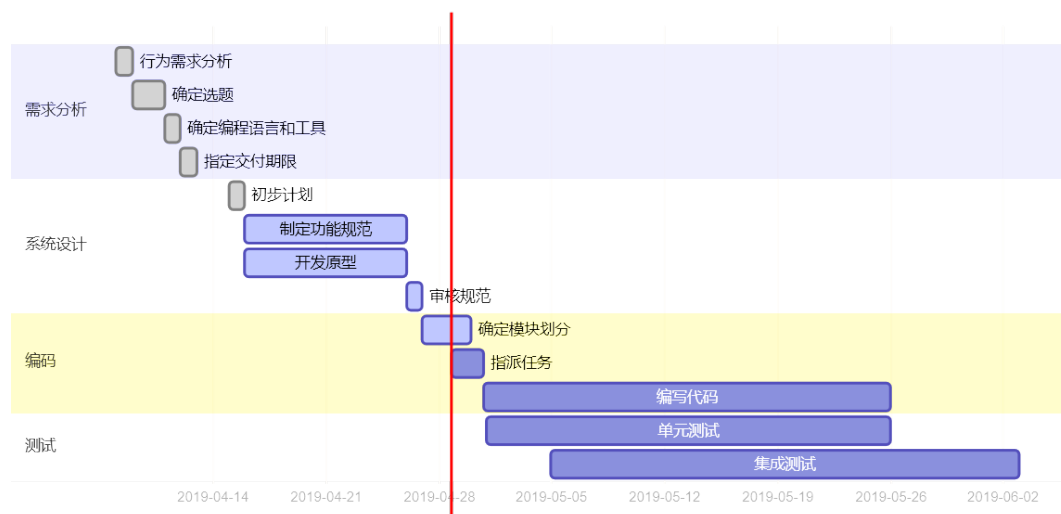 行为需求分析
确定选题
需求分析
确定编程语言和工具
指定交付期限
初步计划
制定功能规范
系统设计
开发原型
审核规范
确定模块划分
编码
指派任务
编写代码
单元测试
测试
集成测试
2019-04-14 2019-04-21 2019-04-28 2019-05-05 2019-05-12 2019-05-19 2019-05-26 2019-06-02